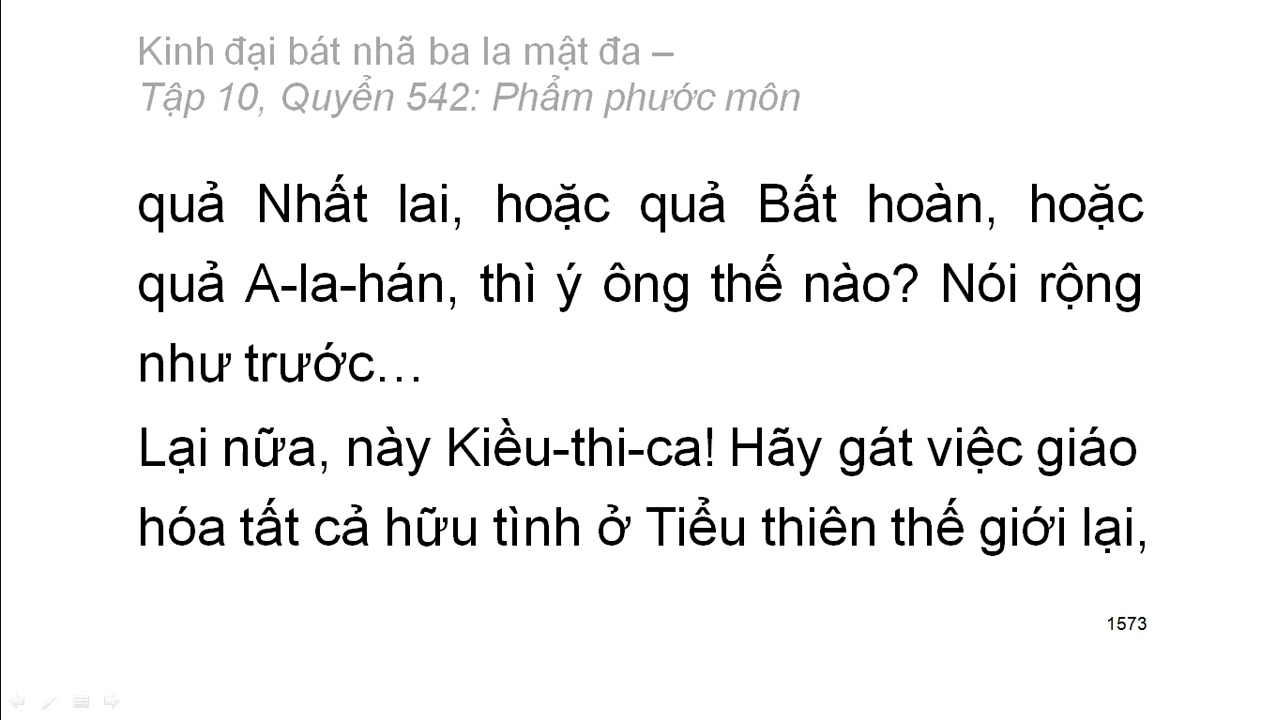 Kinh đại bát nhã ba la mật đa –
Tập 10, Quyển 542: Phẩm phước môn
quả Nhất lai, hoặc quả Bất hoàn, hoặc
quả A-la-hán, thì ý ông thế nào? Nói rộng
như trước…
Lại nữa, này Kiều-thi-ca! Hãy gát việc giáo
hóa tất cả hữu tình ở Tiểu thiên thế giới lại,
1573